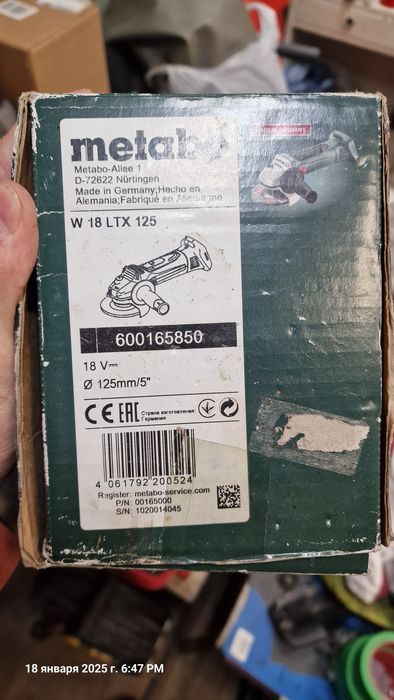 metabo
Metabo-Allee 1
D-72622 Nürtingen
Made in Germany;Hecho en
Alemania;Fabriqué en Allemagne
MADE IN GERMANY
W 18 LTX 125
600165850
18 V
Ø 125mm/5"
CE EAC Страна изготовления:
Германия
4 061792 200524
Register: metabo-service.com
P/N: 00165000
S/N: 1020014045
18 января 2025 г. 6:47 PM